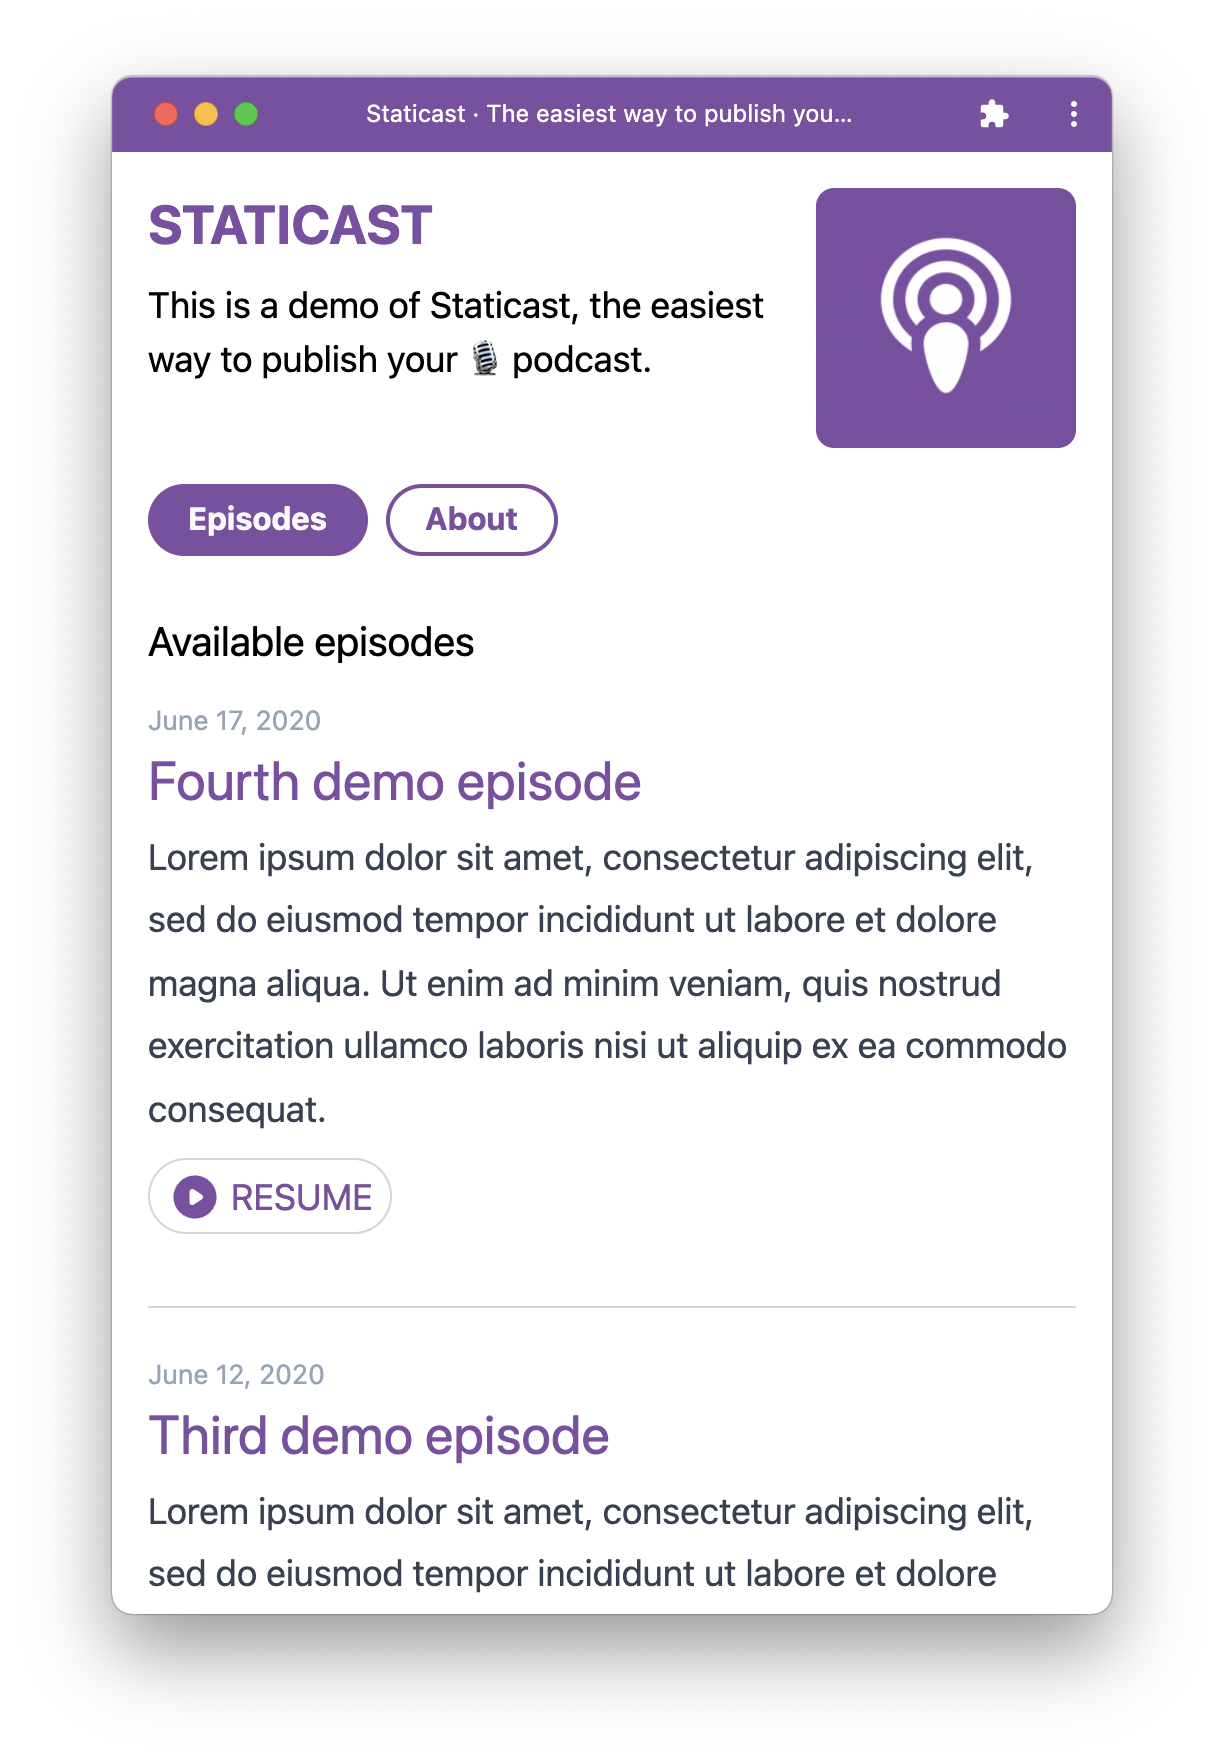 Staticast · The easiest way to publish you...
STATICAST
This is a demo of Staticast, the easiest
way to publish your 🎙 podcast.
Episodes
About
Available episodes
June 17, 2020
Fourth demo episode
Lorem ipsum dolor sit amet, consectetur adipiscing elit,
sed do eiusmod tempor incididunt ut labore et dolore
magna aliqua. Ut enim ad minim veniam, quis nostrud
exercitation ullamco laboris nisi ut aliquip ex ea commodo
consequat.
RESUME
June 12, 2020
Third demo episode
Lorem ipsum dolor sit amet, consectetur adipiscing elit,
sed do eiusmod tempor incididunt ut labore et dolore